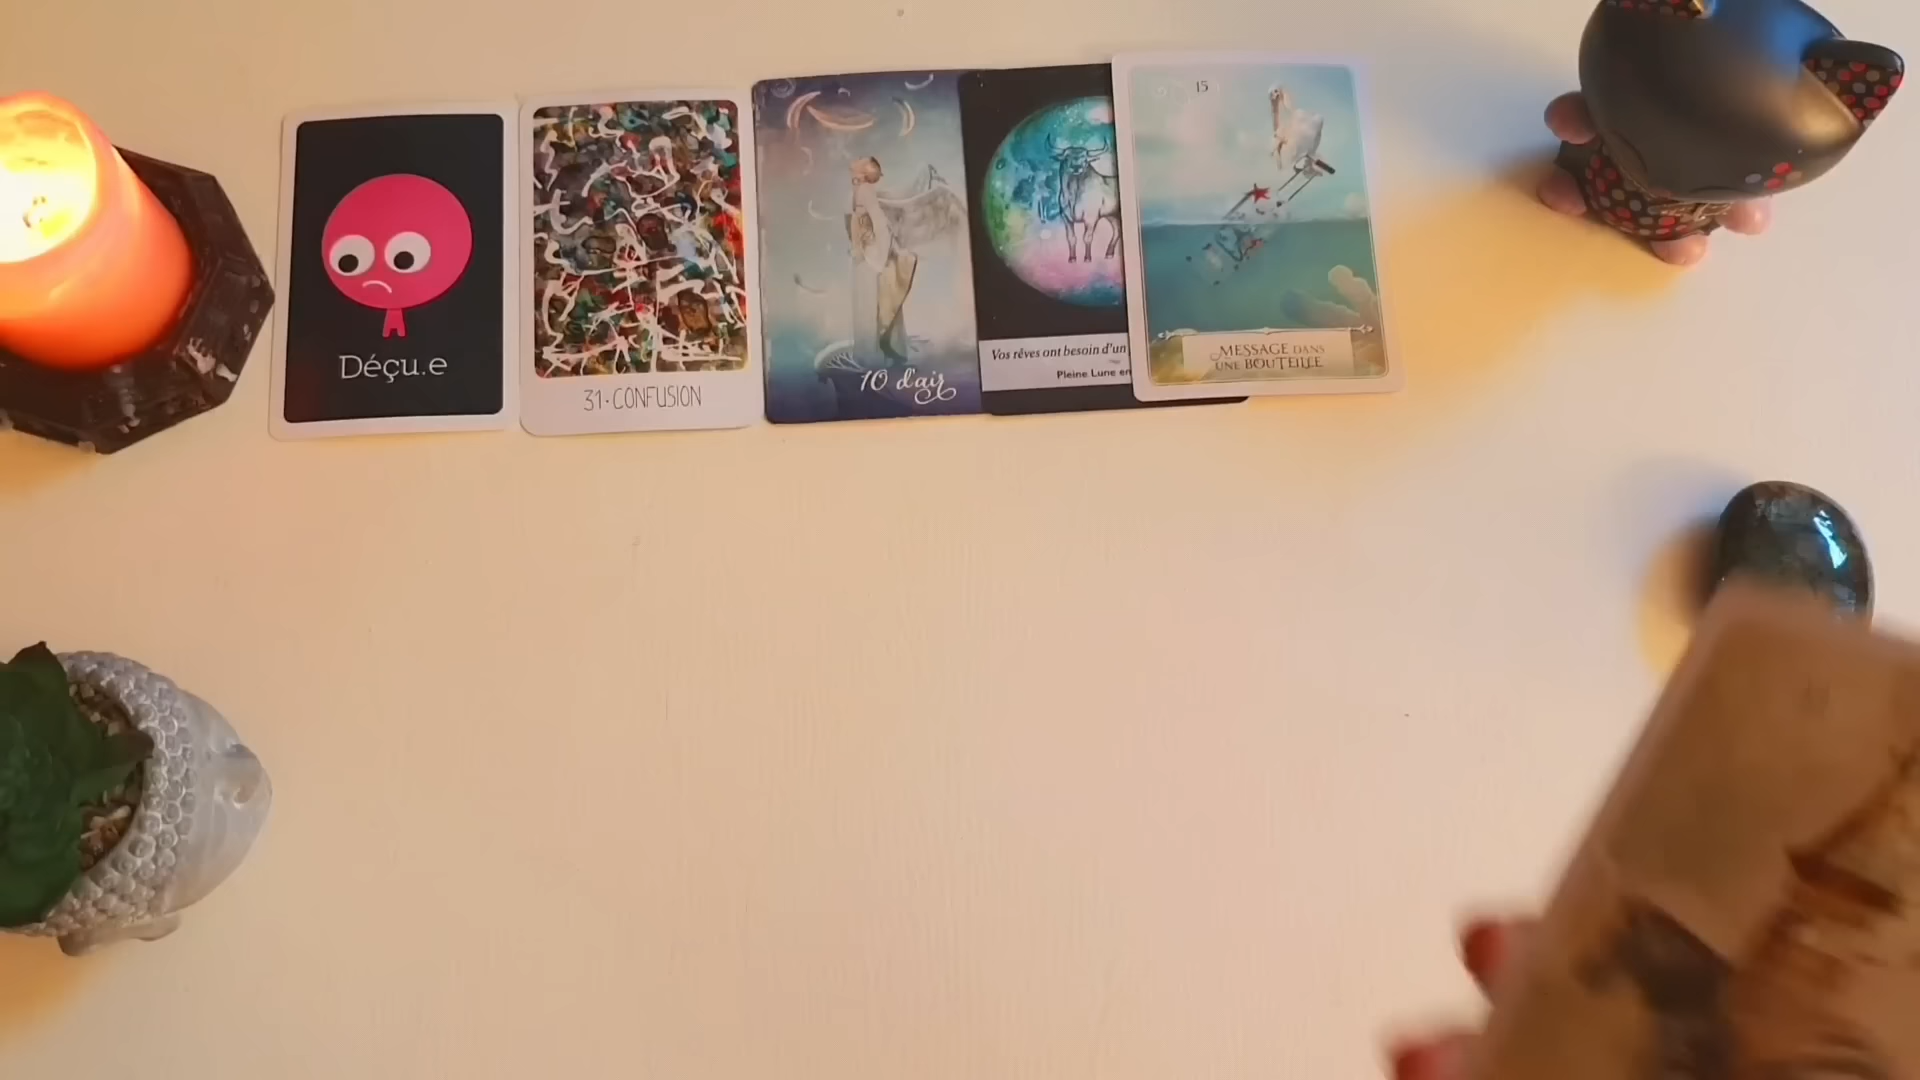 Déçu.e
31·CONFUSION
10 d'air
Vos rêves ont besoin d'un
Pleine Lune en
15
MESSAGE DANS
UNE BOUTEILLE